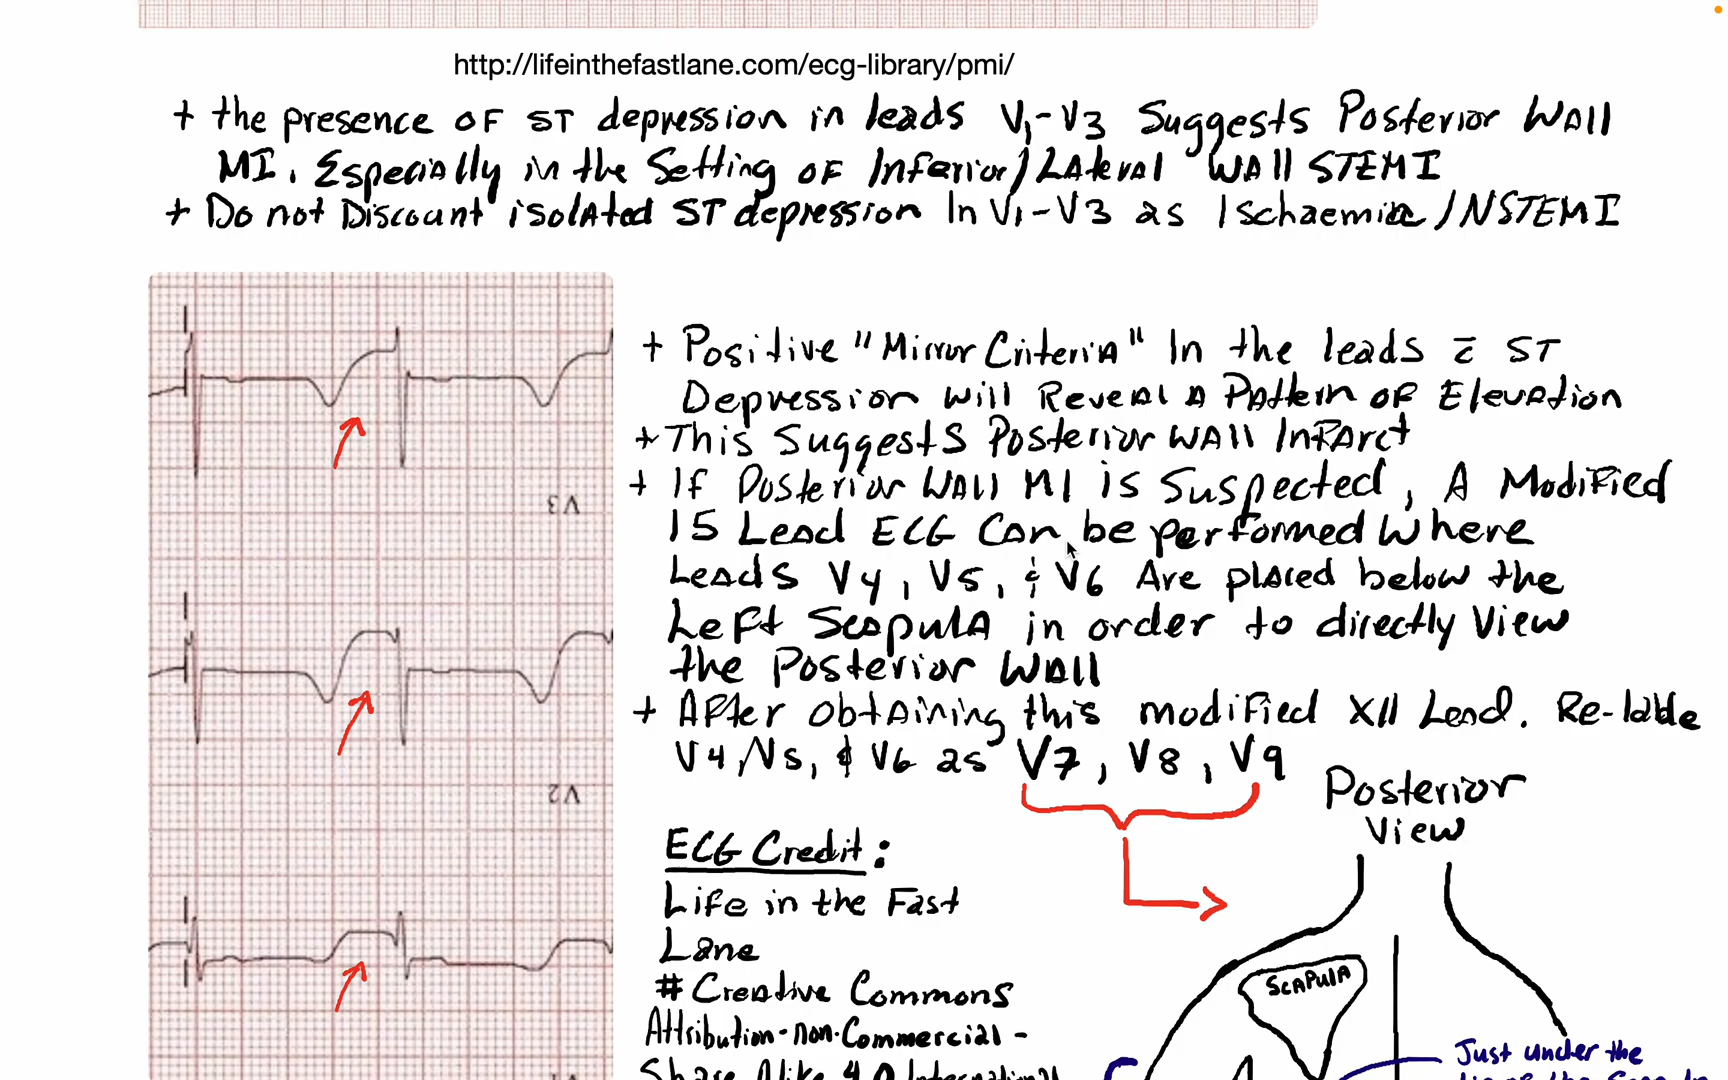 http://lifeinthefastlane.com/ecg-library/pmi/
+ the presence OF ST depression in leads V1-V3 Suggests Posterior WAll
MI. Especially in the Setting OF Inferior/LAteral WAll STEMI
+ Do not Discount isolated ST depression In V1-V3 as Ischaemia/NSTEMI
+ Positive "Mirror Criteria" In the leads c̄ ST
Depression will Reveal A Pattern OF Elevation
+ This Suggests Posterior WAll InfArct
+ If Posterior WAll MI is Suspected, A Modified
15 Lead ECG Can be performed Where
Leads V4, V5, & V6 Are placed below the
Left ScapulA in order to directly View
the Posterior WAll
+ After obtaining this modified XII Lead. Re-lable
V4, V5, & V6 as V7, V8, V9
V3
V2
Posterior
View
ECG Credit:
Life in the Fast
Lane
# Creative Commons
Attribution-non-Commercial-
Share Alike 4.0 International
SCAPULA
Just under the